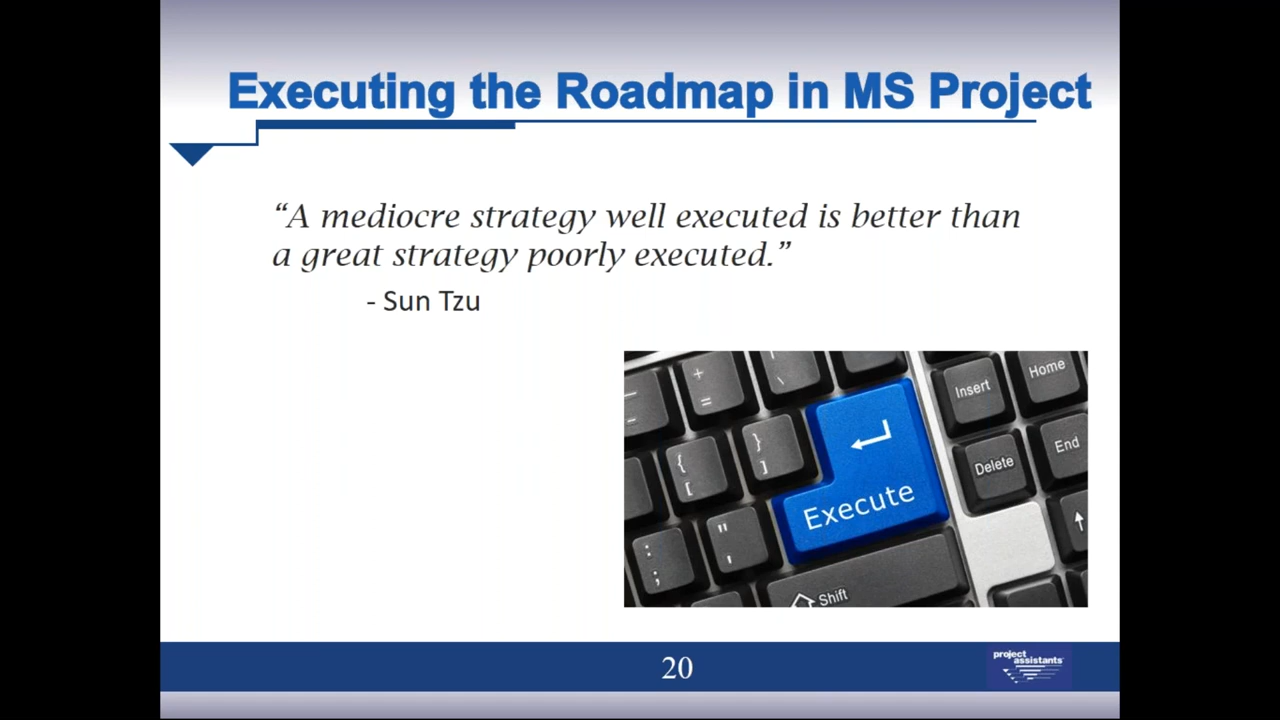 Executing the Roadmap in MS Project
“A mediocre strategy well executed is better than
a great strategy poorly executed.”
- Sun Tzu
+
=
\
Insert
Home
}
]
{
[
Delete
End
Execute
"
,
:
;
Shift
20
project
assistants